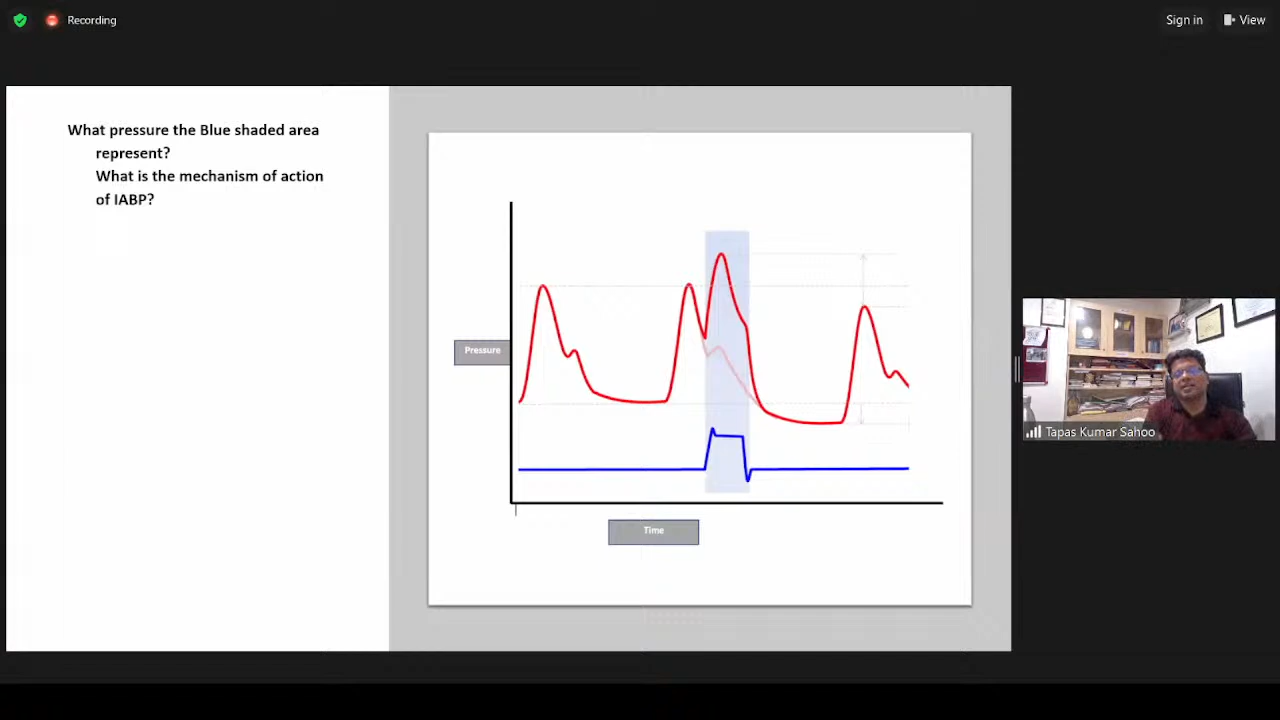 Recording
Sign in
View
What pressure the Blue shaded area
represent?
What is the mechanism of action
of IABP?
Pressure
Time
Tapas Kumar Sahoo